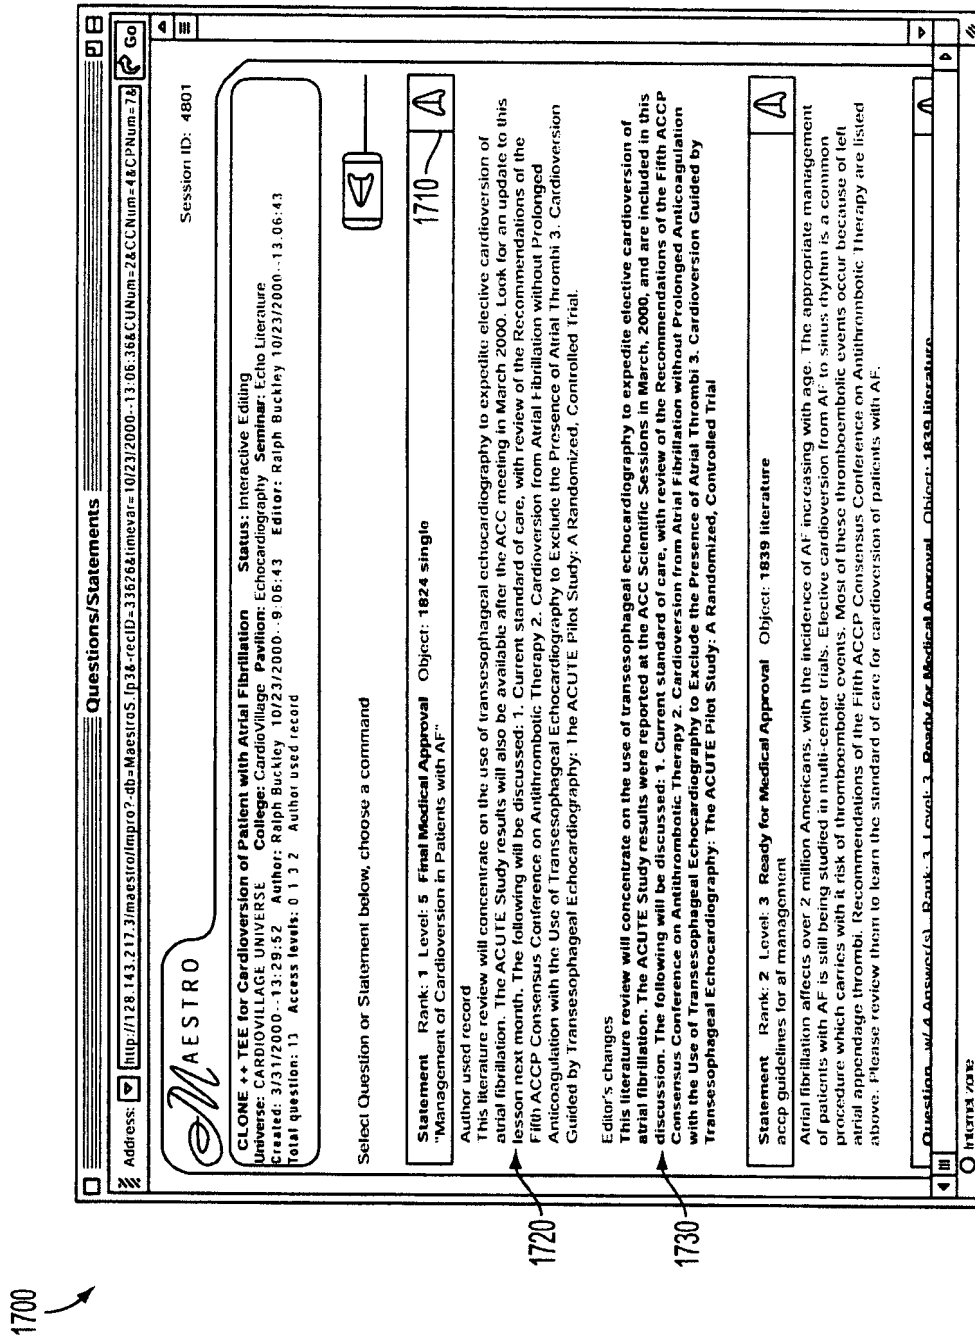 1700
Questions/Statements
Address: http://128.143.217.3/maestro/Impro?-db=MaestroS.fp3&-recID=33626&timevar=10/23/2000--13:06:36&CUNum=2&CCNum=4&CPNum=7& Go
MAESTRO
Session ID: 4801
CLONE ++ TEE for Cardioversion of Patient with Atrial Fibrillation Status: Interactive Editing
Universe: CARDIOVILLAGE UNIVERSE College: CardioVillage Pavilion: Echocardiography Seminar: Echo Literature
Created: 3/31/2000--13:29:52 Author: Ralph Buckley 10/23/2000--9:06:43 Editor: Ralph Buckley 10/23/2000--13:06:43
Total question: 13 Access levels: 0 1 3 2 Author used record
Select Question or Statement below, choose a command
Statement Rank: 1 Level: 5 Final Medical Approval Object: 1824 single
"Management of Cardioversion in Patients with AF"
1710
Author used record
This literature review will concentrate on the use of transesophageal echocardiography to expedite elective cardioversion of
atrial fibrillation. The ACUTE Study results will also be available after the ACC meeting in March 2000. Look for an update to this
lesson next month. The following will be discussed: 1. Current standard of care, with review of the Recommendations of the
Fifth ACCP Consensus Conference on Antithrombotic Therapy 2. Cardioversion from Atrial Fibrillation without Prolonged
Anticoagulation with the Use of Transesophageal Echocardiography to Exclude the Presence of Atrial Thrombi 3. Cardioversion
Guided by Transesophageal Echocardiography: The ACUTE Pilot Study: A Randomized, Controlled Trial.
1720
Editor's changes
This literature review will concentrate on the use of transesophageal echocardiography to expedite elective cardioversion of
atrial fibrillation. The ACUTE Study results were reported at the ACC Scientific Sessions in March, 2000, and are included in this
discussion. The following will be discussed: 1. Current standard of care, with review of the Recommendations of the Fifth ACCP
Consensus Conference on Antithrombotic Therapy 2. Cardioversion from Atrial Fibrillation without Prolonged Anticoagulation
with the Use of Transesophageal Echocardiography to Exclude the Presence of Atrial Thrombi 3. Cardioversion Guided by
Transesophageal Echocardiography: The ACUTE Pilot Study: A Randomized, Controlled Trial
1730
Statement Rank: 2 Level: 3 Ready for Medical Approval Object: 1839 literature
accp guidelines for af management
Atrial fibrillation affects over 2 million Americans, with the incidence of AF increasing with age. The appropriate management
of patients with AF is still being studied in multi-center trials. Elective cardioversion from AF to sinus rhythm is a common
procedure which carries with it risk of thromboembolic events. Most of these thromboembolic events occur because of left
atrial appendage thrombi. Recommendations of the Fifth ACCP Consensus Conference on Antithrombotic Therapy are listed
above. Please review them to learn the standard of care for cardioversion of patients with AF.
Question w/4 Answer(s) Rank: 3 Level: 3 Ready for Medical Approval Object: 1839 literature
Internet zone